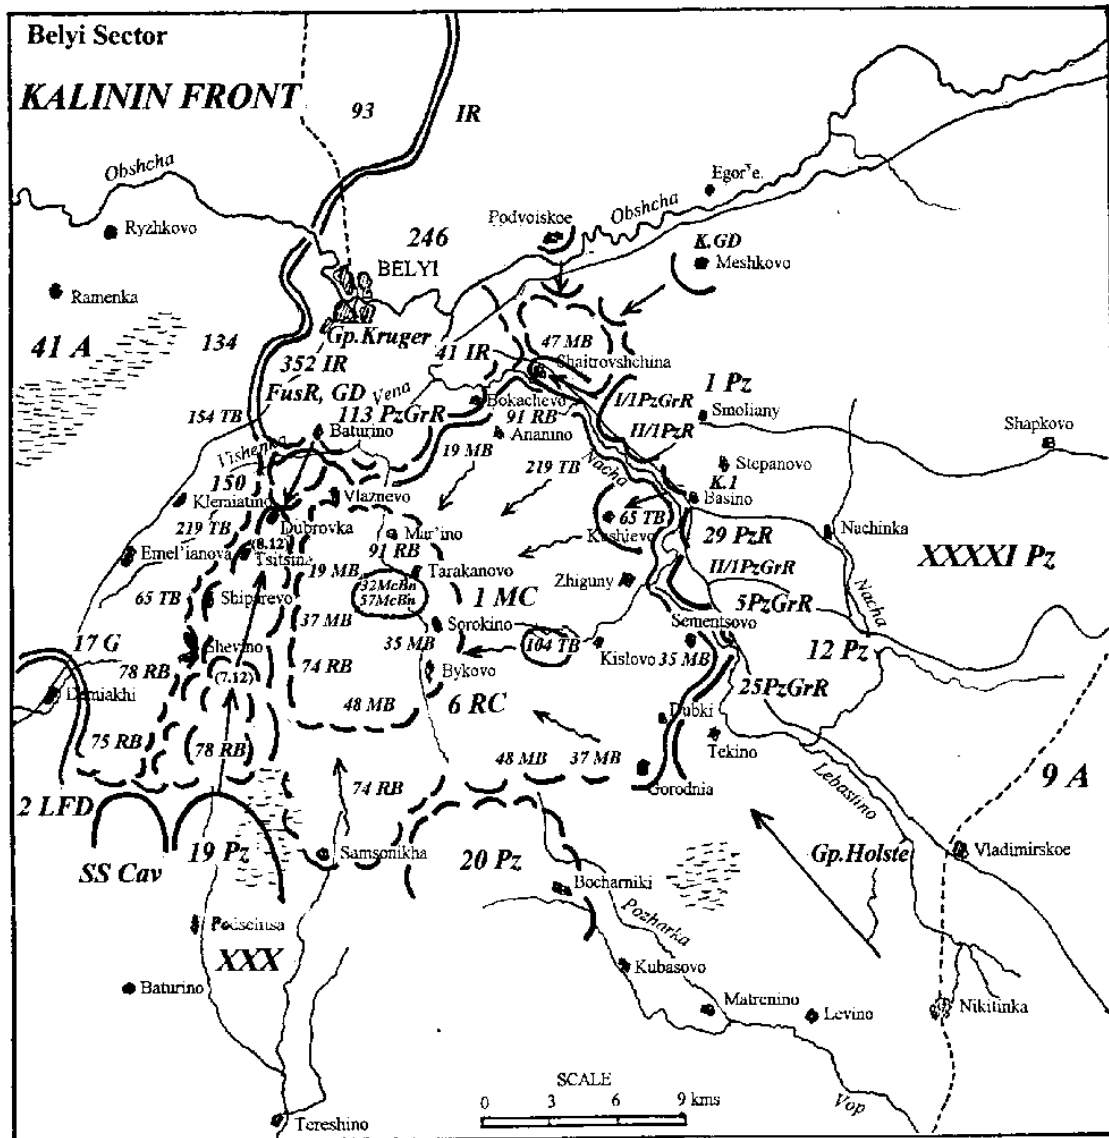 Belyi Sector
KALININ FRONT
93
IR
Obshcha
Egor'e.
Ryzhkovo
Podvoiskoe
Obshcha
246
K.GD
Meshkovo
BELYI
Ramenka
Gp.Kruger
41 A
134
352 IR
41 IR
47 MB
Shaitrovshchina
1 Pz
FusR, GD
Vena
Bokachevo
I/1PzGrR
Smoliany
154 TB
113 PzGrR
91 RB
Shapkovo
Baturino
Ananino
II/1PzR
Vishenka
19 MB
219 TB
Nacha
Stepanovo
150
K.1
Vlaznevo
Basino
219 TB
Dubrovka
65 TB
Mar'ino
29 PzR
Nachinka
Emel'ianova
(8.12)
Tsitsina
91 RB
XXXXI Pz
19 MB
Tarakanovo
II/1PzGrR
65 TB
32McBn
57McBn
1 MC
Zhiguny
5PzGrR
Nacha
37 MB
Sorokino
Sementsovo
17 G
Shevino
35 MB
104 TB
Kislovo
35 MB
12 Pz
78 RB
(7.12)
74 RB
Bykovo
25PzGrR
Demiakhi
48 MB
6 RC
Dubki
75 RB
78 RB
48 MB
37 MB
Tekino
74 RB
Gorodnia
Lebastino
9 A
2 LFD
19 Pz
Samsonikha
20 Pz
Gp.Holste
Vladimirskoe
SS Cav
Bocharniki
Pozharka
XXX
Baturino
Kubasovo
Matrenino
Levino
Nikitinka
SCALE
0 3 6 9 kms
Vop
Tereshino